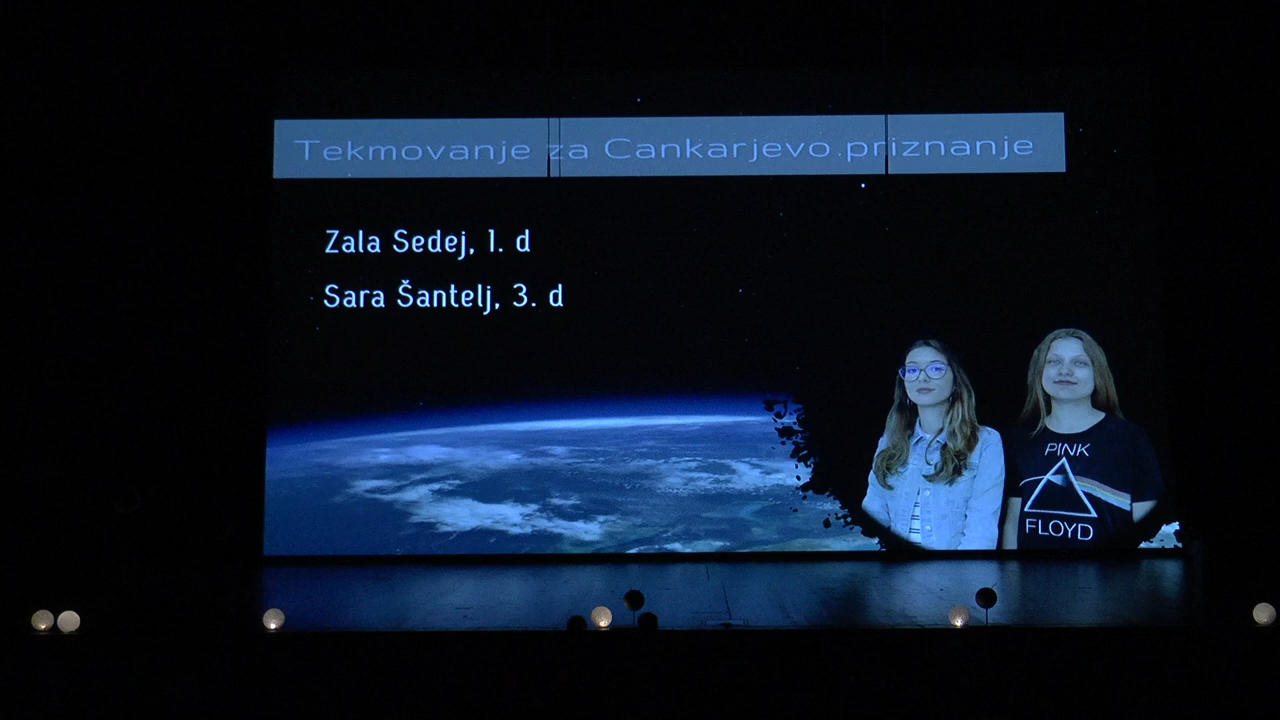 Tekmovanje za Cankarjevo priznanje
Zala Sedej, 1. d
Sara Šantelj, 3. d
PINK
FLOYD